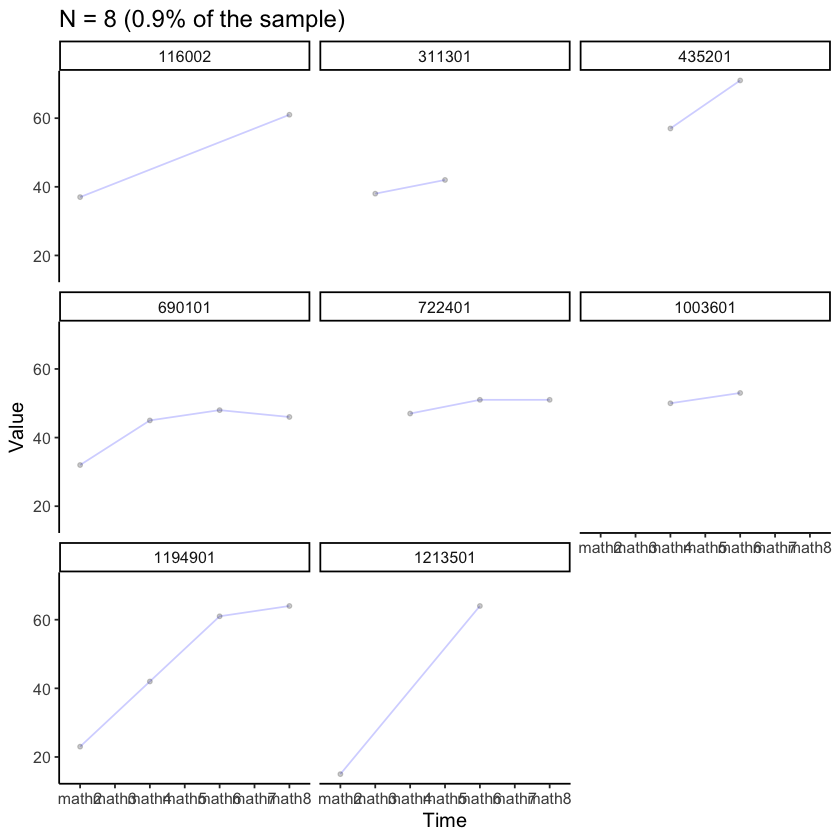 N = 8 (0.9% of the sample)
116002 311301 435201
60
40
20
690101 722401 1003601
60
40
20
math2 math3 math4 math5 math6 math7 math8
1194901 1213501
60
40
20
math2 math3 math4 math5 math6 math7 math8 math2 math3 math4 math5 math6 math7 math8
Time
Value